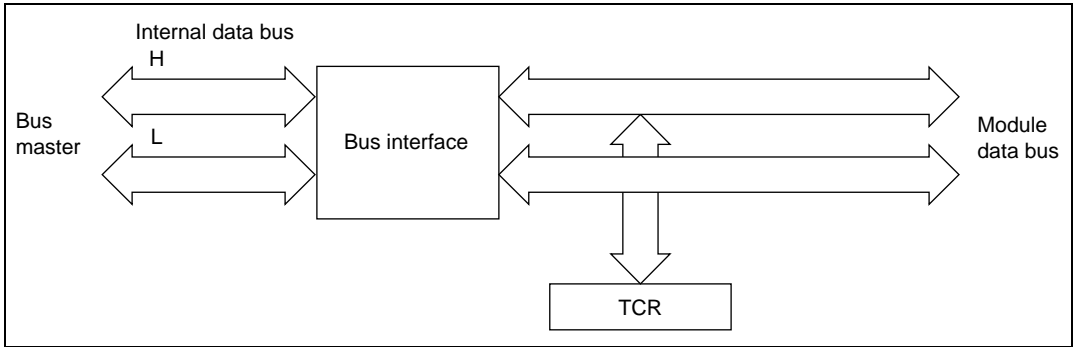 Internal data bus
H
Bus
master
L
Bus interface
Module
data bus
TCR